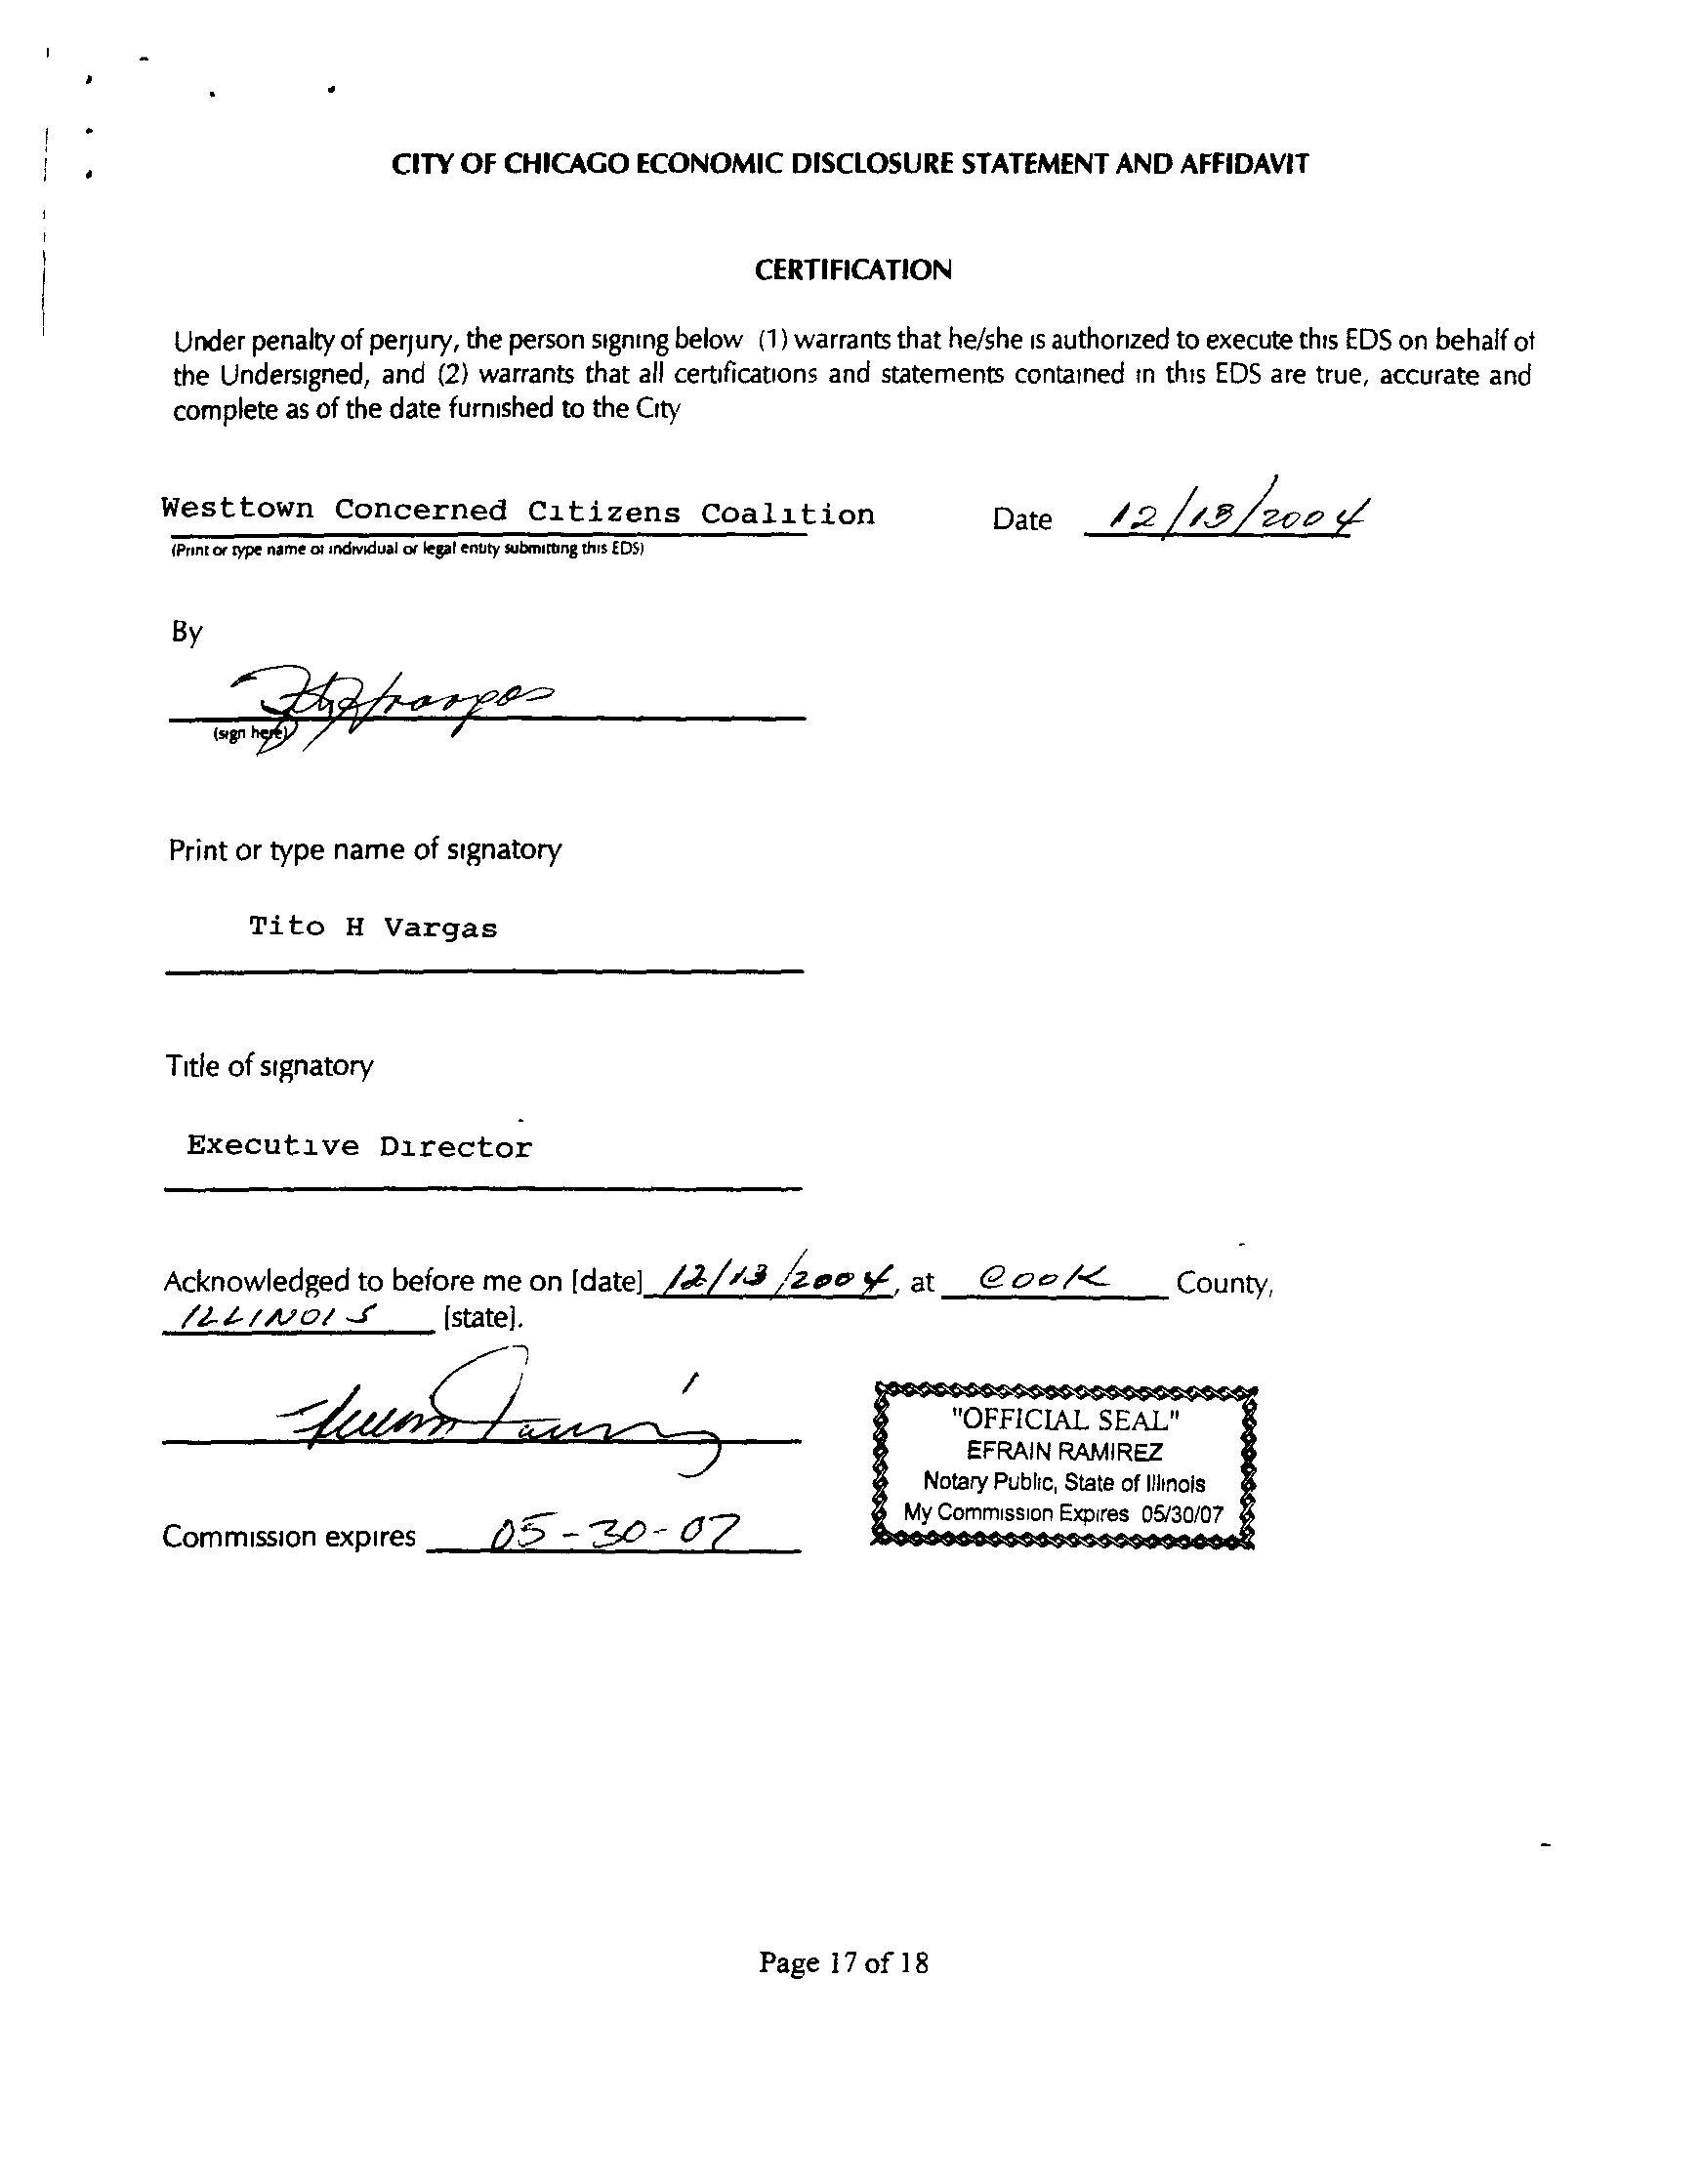 CITY OF CHICAGO ECONOMIC DISCLOSURE STATEMENT AND AFFIDAVIT
CERTIFICATION
Under penalty of perjury, the person signing below (1) warrants that he/she is authorized to execute this EDS on behalf of
the Undersigned, and (2) warrants that all certifications and statements contained in this EDS are true, accurate and
complete as of the date furnished to the City
Westtown Concerned Citizens Coalition Date 12/13/2004
(Print or type name of individual or legal entity submitting this EDS)
By
(sign here)
Print or type name of signatory
Tito H Vargas
Title of signatory
Executive Director
Acknowledged to before me on [date] 12/13/2004, at COOK County,
ILLINOIS [state].
"OFFICIAL SEAL"
EFRAIN RAMIREZ
Notary Public, State of Illinois
My Commission Expires 05/30/07
Commission expires 05-30-07
Page 17 of 18